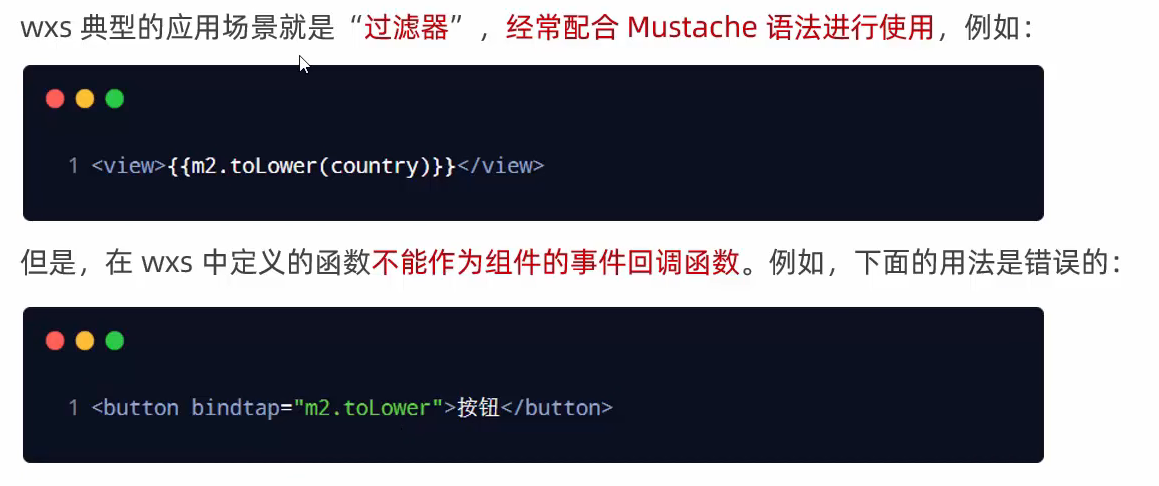 wxs 典型的应用场景就是“过滤器”，经常配合 Mustache 语法进行使用，例如：
1 <view>{{m2.toLower(country)}}</view>
但是，在 wxs 中定义的函数不能作为组件的事件回调函数。例如，下面的用法是错误的：
1 <button bindtap="m2.toLower">按钮</button>